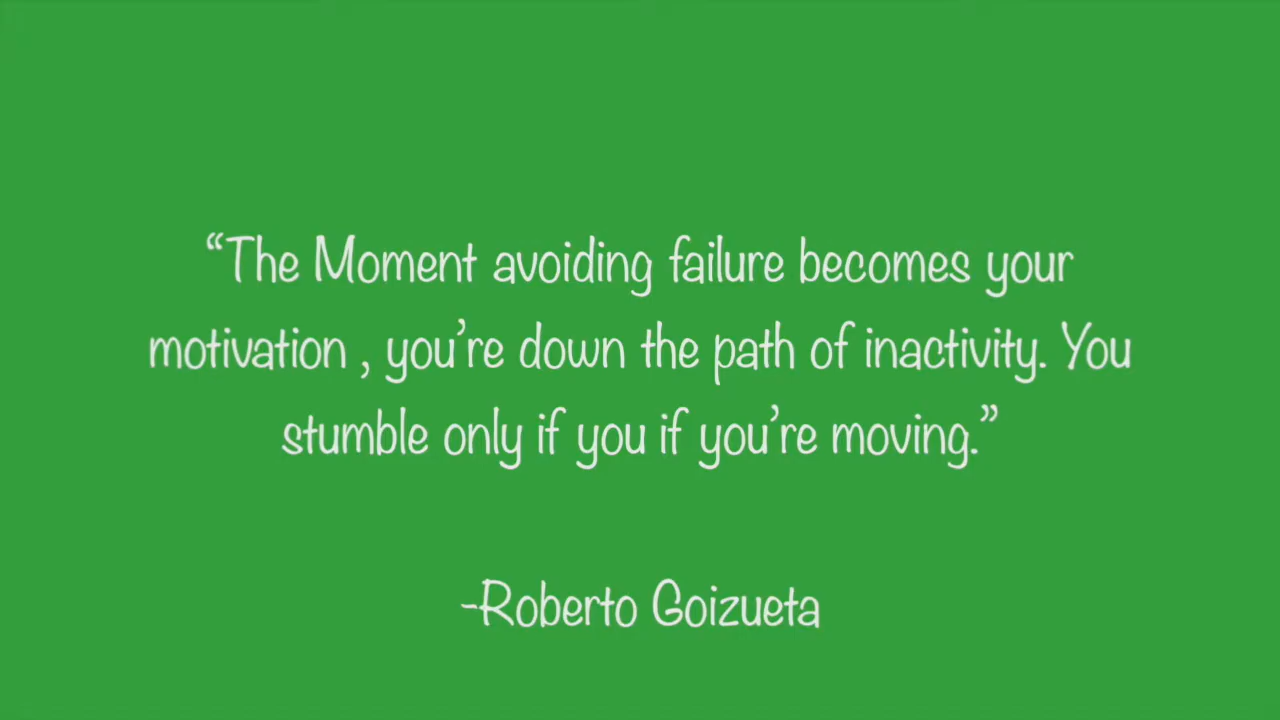 “The Moment avoiding failure becomes your
motivation , you’re down the path of inactivity. You
stumble only if you if you’re moving.”
-Roberto Goizueta